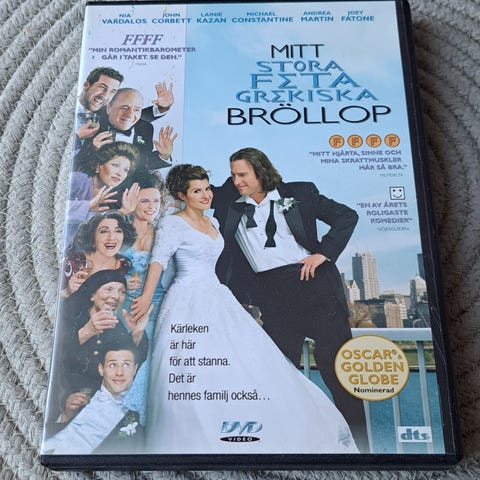 NIA VARDALOS
JOHN CORBETT
LAINIE KAZAN
MICHAEL CONSTANTINE
ANDREA MARTIN
JOEY FATONE
FFFF
"MIN ROMANTIKBAROMETER
GÅR I TAKET. SE DEN."
MITT
STORA
FETA
GREKISKA
BRÖLLOP
FFFF
"MITT HJÄRTA, SINNE OCH
MINA SKRATTMUSKLER
MÅR SÅ BRA."
"EN AV ÅRETS
ROLIGASTE
KOMEDIER"
NÖJESGUIDEN
Kärleken
är här
för att stanna.
Det är
hennes familj också...
OSCAR's
GOLDEN
GLOBE
Nominerad
DVD
VIDEO
dts